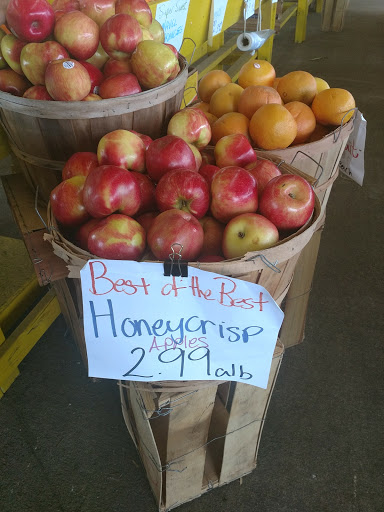 Best of the Best
Honeycrisp
Apples
2.99 a lb